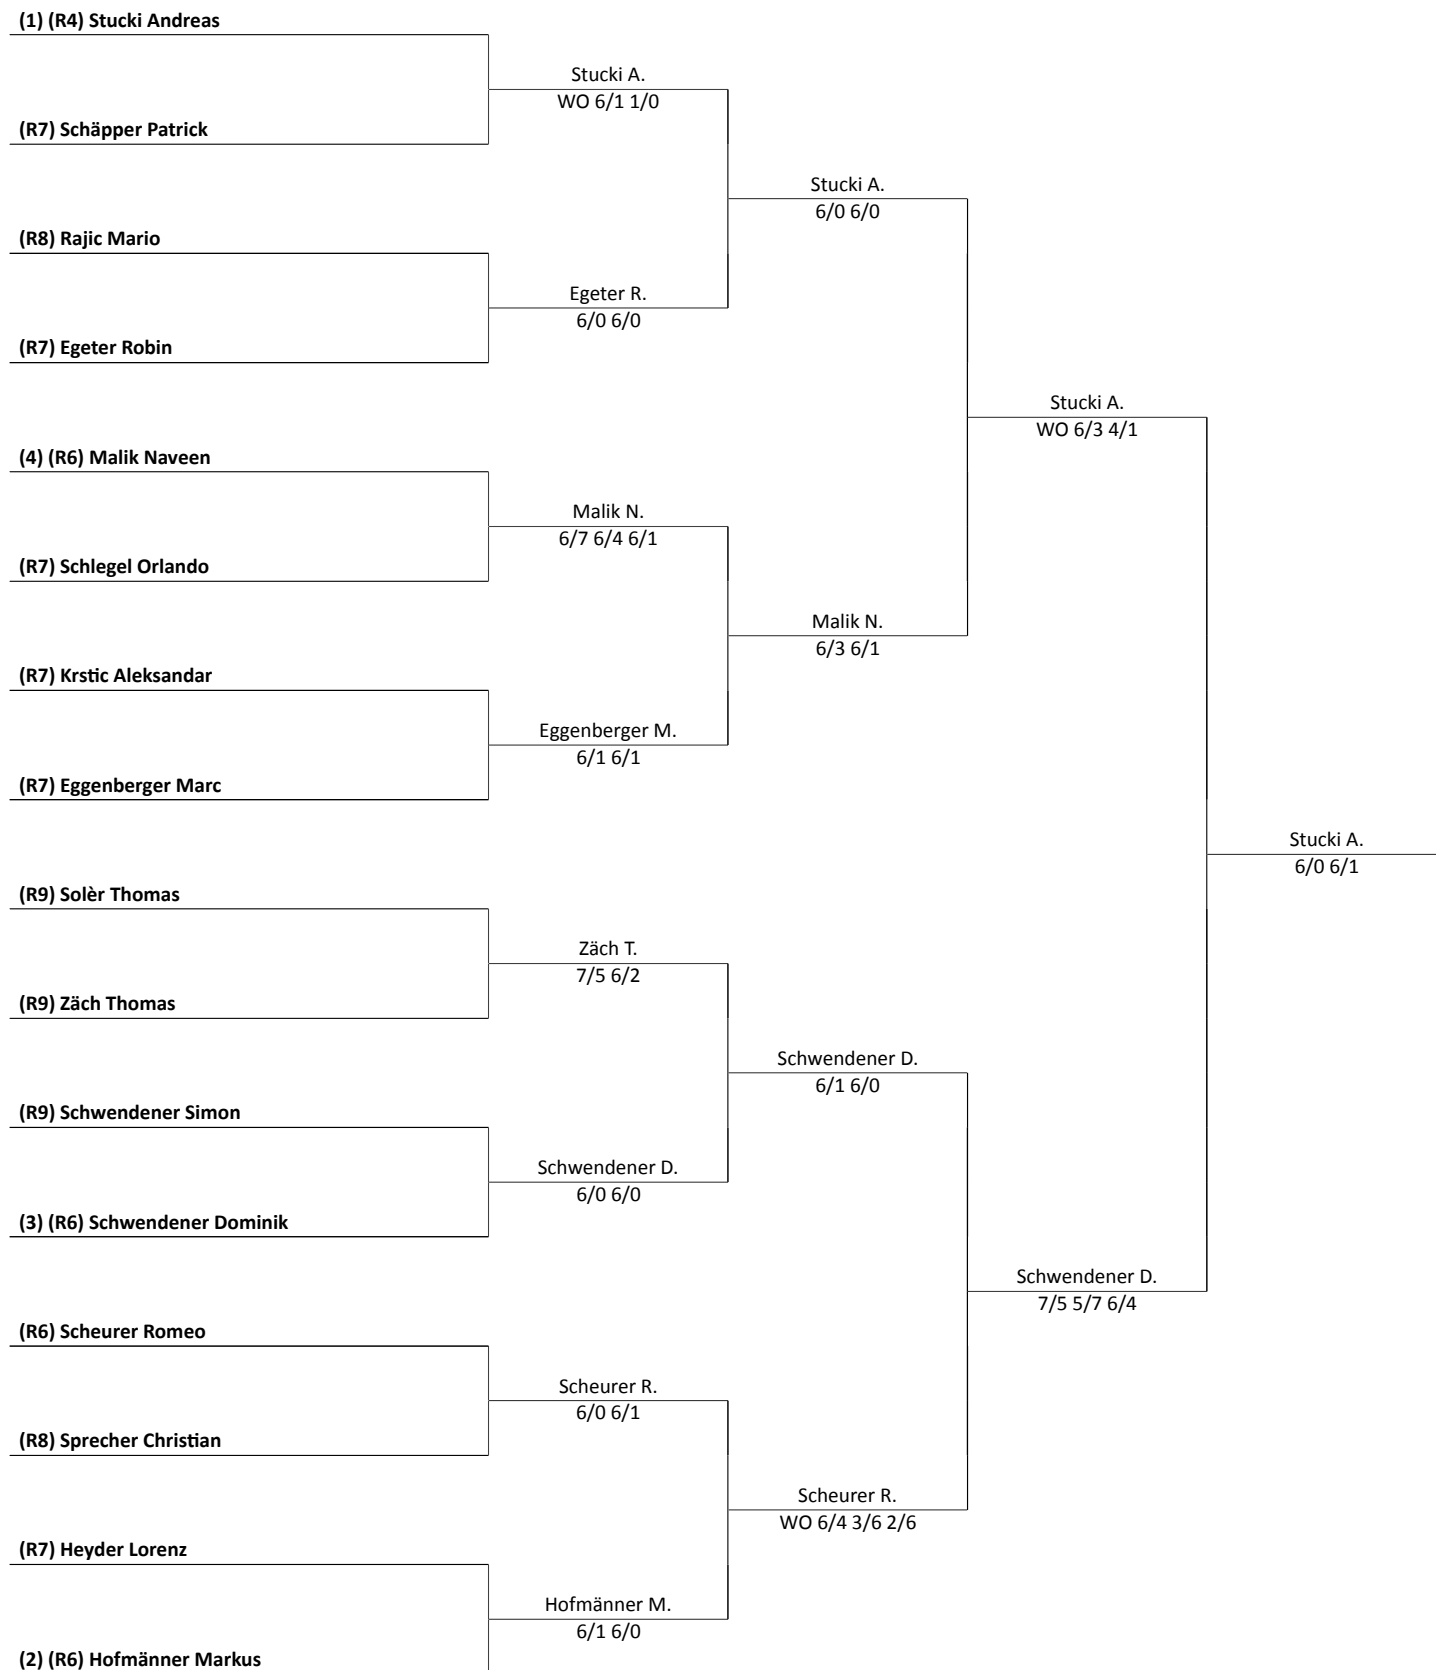 (1) (R4) Stucki Andreas
Stucki A.
WO 6/1 1/0
(R7) Schäpper Patrick
Stucki A.
6/0 6/0
(R8) Rajic Mario
Egeter R.
6/0 6/0
(R7) Egeter Robin
Stucki A.
WO 6/3 4/1
(4) (R6) Malik Naveen
Malik N.
6/7 6/4 6/1
(R7) Schlegel Orlando
Malik N.
6/3 6/1
(R7) Krstic Aleksandar
Eggenberger M.
6/1 6/1
(R7) Eggenberger Marc
Stucki A.
6/0 6/1
(R9) Solèr Thomas
Zäch T.
7/5 6/2
(R9) Zäch Thomas
Schwendener D.
6/1 6/0
(R9) Schwendener Simon
Schwendener D.
6/0 6/0
(3) (R6) Schwendener Dominik
Schwendener D.
7/5 5/7 6/4
(R6) Scheurer Romeo
Scheurer R.
6/0 6/1
(R8) Sprecher Christian
Scheurer R.
WO 6/4 3/6 2/6
(R7) Heyder Lorenz
Hofmänner M.
6/1 6/0
(2) (R6) Hofmänner Markus